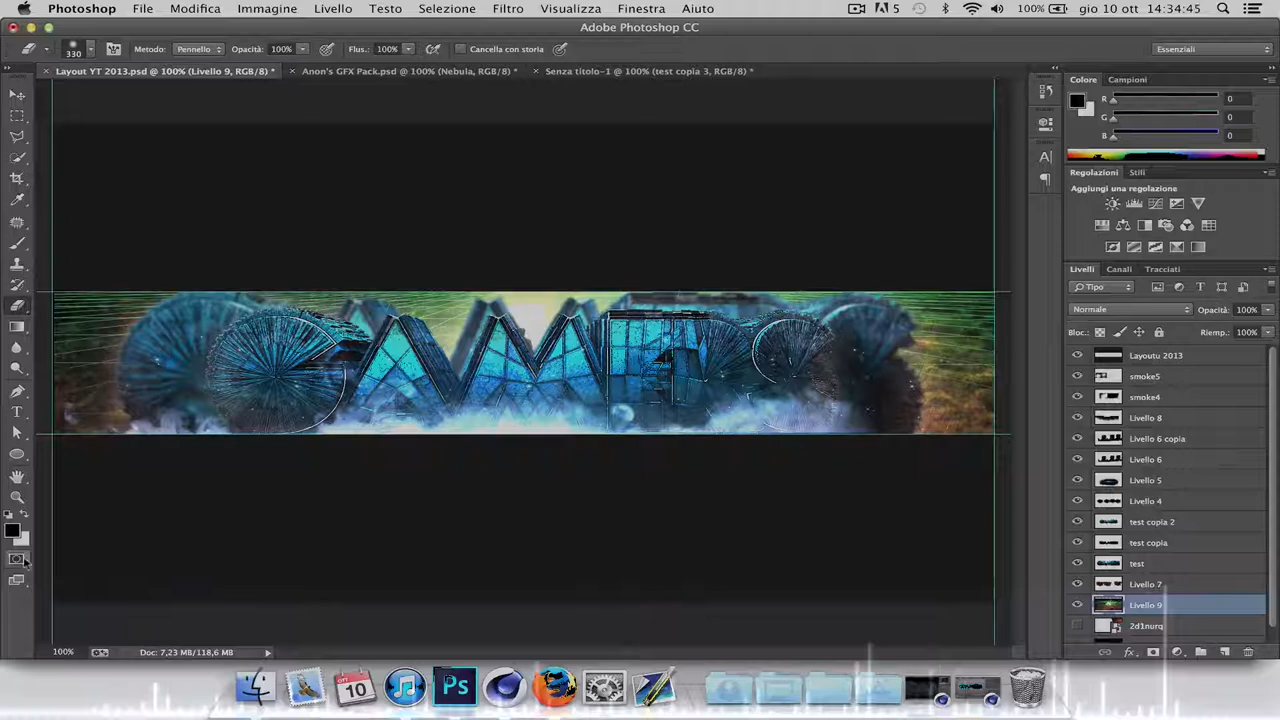 Photoshop File Modifica Immagine Livello Testo Selezione Filtro Visualizza Finestra Aiuto 5 100% gio 10 ott 14:34:45
Adobe Photoshop CC
330 Metodo: Pennello Opacità: 100% Flus.: 100% Cancella con storia Essenziali
Layout YT 2013.psd @ 100% (Livello 9, RGB/8) * Anon's GFX Pack.psd @ 100% (Nebula, RGB/8) * Senza titolo-1 @ 100% (test copia 3, RGB/8) *
Colore Campioni
R 0
G 0
B 0
Regolazioni Stili
Aggiungi una regolazione
Livelli Canali Tracciati
Tipo
Normale Opacità: 100%
Bloc.: Riemp.: 100%
Layoutu 2013
smoke5
smoke4
Livello 8
Livello 6 copia
Livello 6
Livello 5
Livello 4
test copia 2
test copia
test
Livello 7
Livello 9
2d1nurq
100% Doc: 7,23 MB/118,6 MB
10
Ps